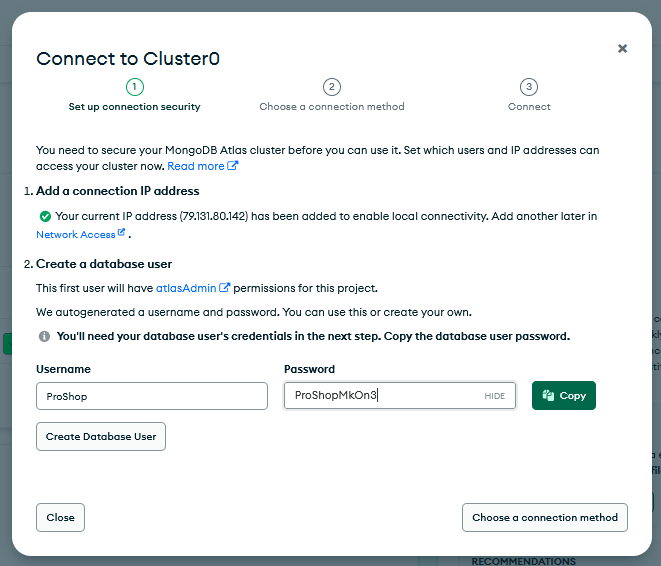 Connect to Cluster0
1
2
3
Set up connection security
Choose a connection method
Connect
You need to secure your MongoDB Atlas cluster before you can use it. Set which users and IP addresses can
access your cluster now. Read more
1. Add a connection IP address
Your current IP address (79.131.80.142) has been added to enable local connectivity. Add another later in
Network Access .
2. Create a database user
This first user will have atlasAdmin permissions for this project.
We autogenerated a username and password. You can use this or create your own.
You'll need your database user's credentials in the next step. Copy the database user password.
Username
Password
ProShop
ProShopMkOn3
HIDE
Copy
Create Database User
Close
Choose a connection method
RECOMMENDATIONS